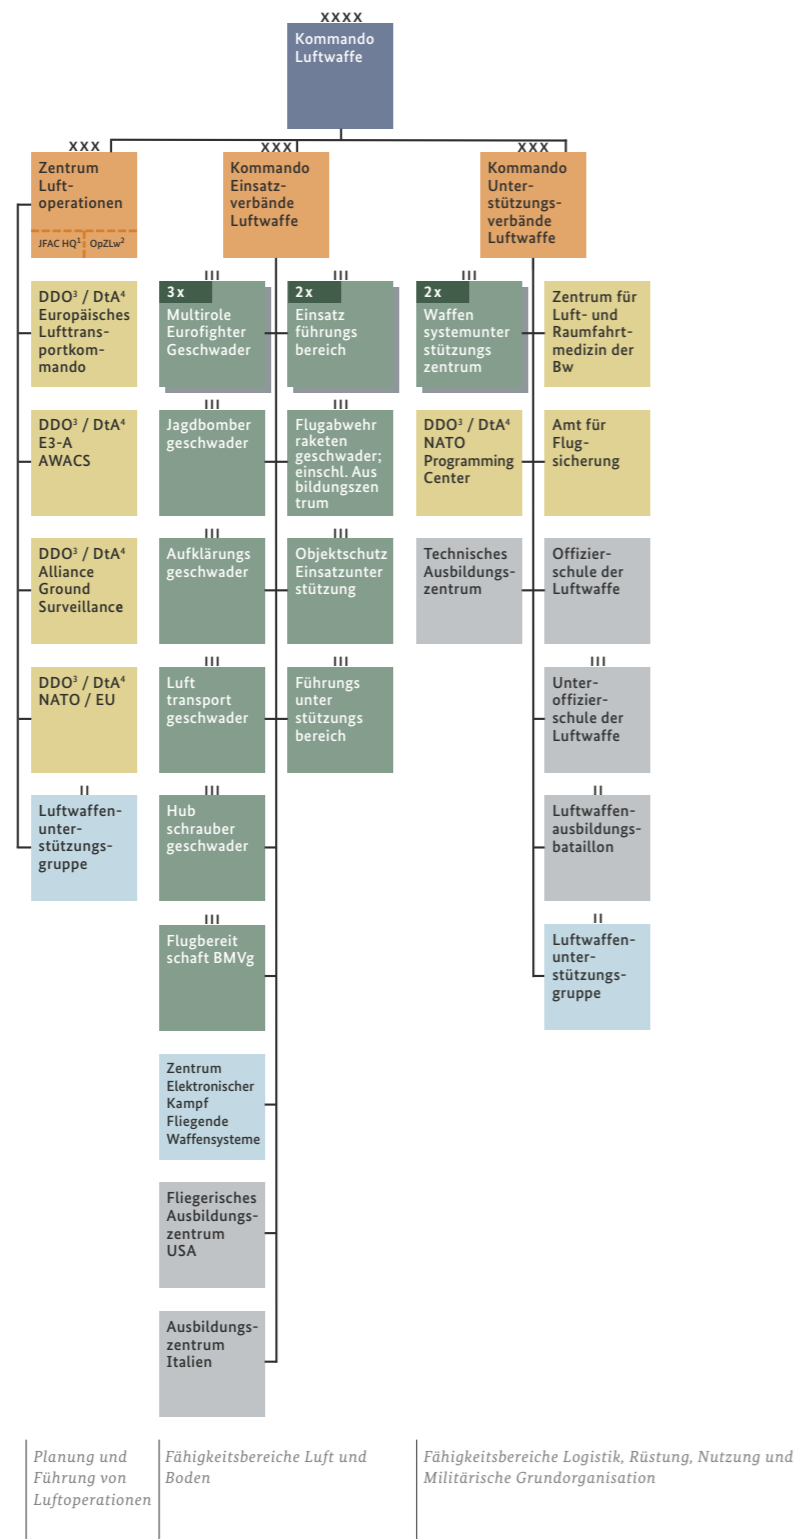 XXXX
Kommando
Luftwaffe
XXX
Zentrum
Luft-
operationen
JFAC HQ¹
OpZLw²
XXX
Kommando
Einsatz-
verbände
Luftwaffe
XXX
Kommando
Unter-
stützungs-
verbände
Luftwaffe
DDO³ / DtA⁴
Europäisches
Lufttrans-
portkom-
mando
DDO³ / DtA⁴
E3-A
AWACS
DDO³ / DtA⁴
Alliance
Ground
Surveillance
DDO³ / DtA⁴
NATO / EU
II
Luftwaffen-
unter-
stützungs-
gruppe
III
3x
Multirole
Eurofighter
Geschwader
III
Jagdbomber
geschwader
III
Aufklärungs
geschwader
III
Luft
transport
geschwader
III
Hub
schrauber
geschwader
III
Flugbereit
schaft BMVg
Zentrum
Elektronischer
Kampf
Fliegende
Waffensysteme
Fliegerisches
Ausbildungs-
zentrum
USA
Ausbildungs-
zentrum
Italien
III
2x
Einsatz
führungs
bereich
III
Flugabwehr
raketen
geschwader;
einschl. Aus
bildungszen
trum
III
Objektschutz
Einsatzunter
stützung
III
Führungs
unter
stützungs
bereich
III
2x
Waffen
systemunter
stützungs
zentrum
DDO³ / DtA⁴
NATO
Programming
Center
Technisches
Ausbildungs-
zentrum
Zentrum für
Luft- und
Raumfahrt-
medizin der
Bw
Amt für
Flug-
sicherung
Offizier-
schule der
Luftwaffe
III
Unter-
offizier-
schule der
Luftwaffe
II
Luftwaffen-
ausbildungs-
bataillon
II
Luftwaffen-
unter-
stützungs-
gruppe
Planung und
Führung von
Luftoperationen
Fähigkeitsbereiche Luft und
Boden
Fähigkeitsbereiche Logistik, Rüstung, Nutzung und
Militärische Grundorganisation